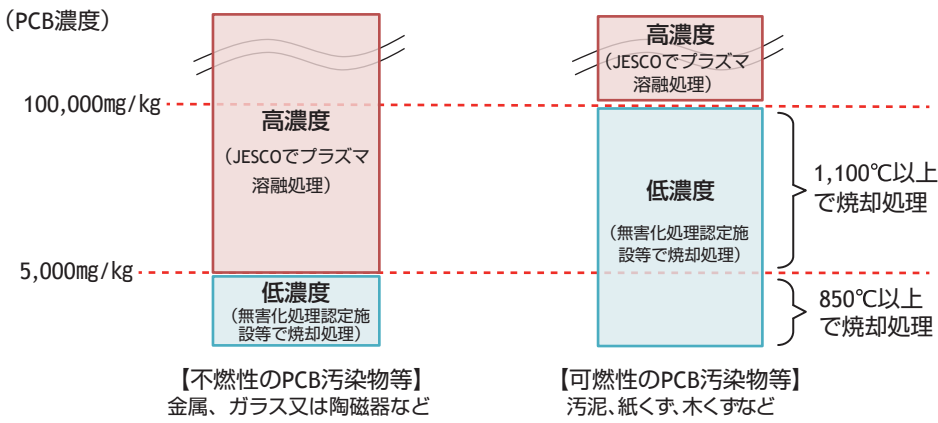 （PCB濃度）
100,000mg/kg
5,000mg/kg
高濃度
（JESCOでプラズマ
溶融処理）
低濃度
（無害化処理認定施
設等で焼却処理）
【不燃性のPCB汚染物等】
金属、ガラス又は陶磁器など
高濃度
（JESCOでプラズマ
溶融処理）
低濃度
（無害化処理認定施
設等で焼却処理）
【可燃性のPCB汚染物等】
汚泥、紙くず、木くずなど
1,100℃以上
で焼却処理
850℃以上
で焼却処理